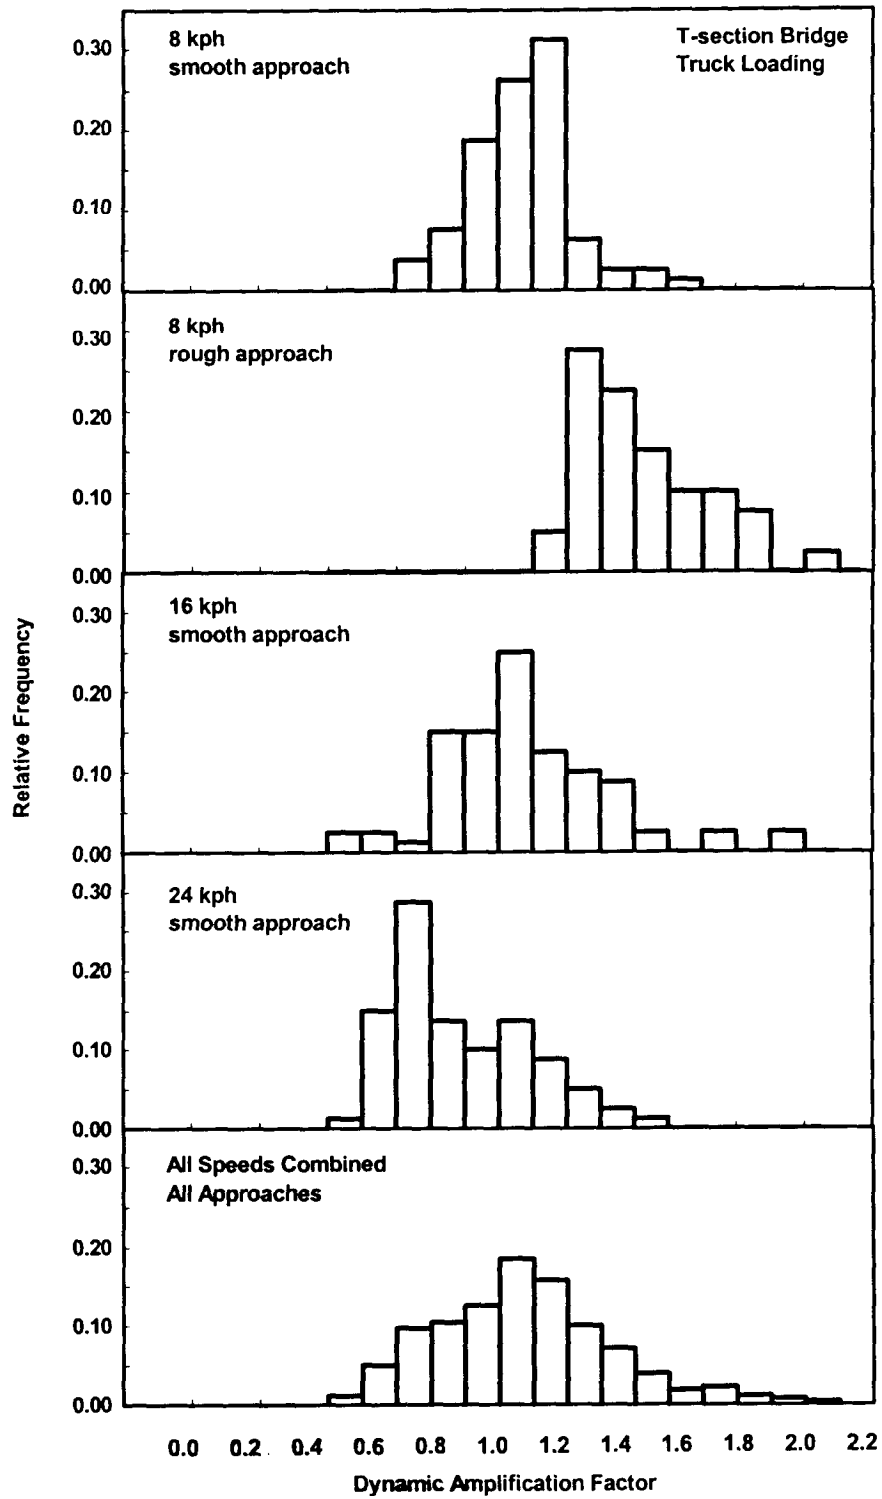 8 kph
smooth approach
T-section Bridge
Truck Loading
0.30
0.20
0.10
0.00
8 kph
rough approach
0.30
0.20
0.10
0.00
16 kph
smooth approach
0.30
0.20
0.10
0.00
Relative Frequency
24 kph
smooth approach
0.30
0.20
0.10
0.00
All Speeds Combined
All Approaches
0.30
0.20
0.10
0.00
0.0 0.2 0.4 0.6 0.8 1.0 1.2 1.4 1.6 1.8 2.0 2.2
Dynamic Amplification Factor